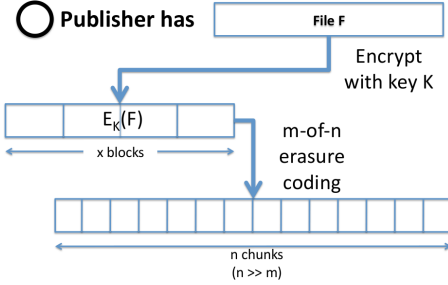 Publisher has
File F
Encrypt
with key K
E_K(F)
x blocks
m-of-n
erasure
coding
n chunks
(n >> m)